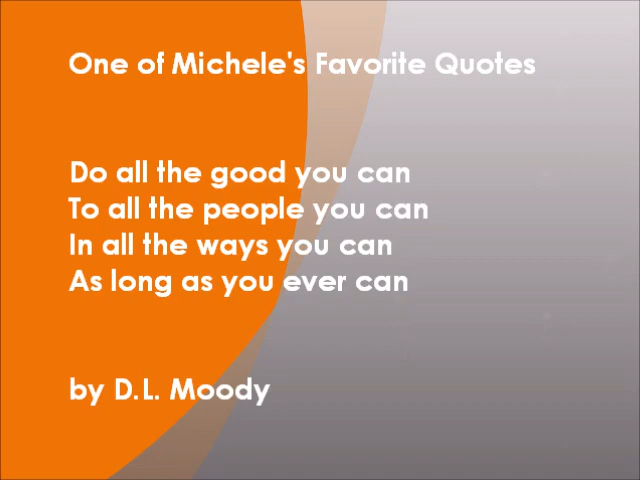 One of Michele's Favorite Quotes
Do all the good you can
To all the people you can
In all the ways you can
As long as you ever can
by D.L. Moody